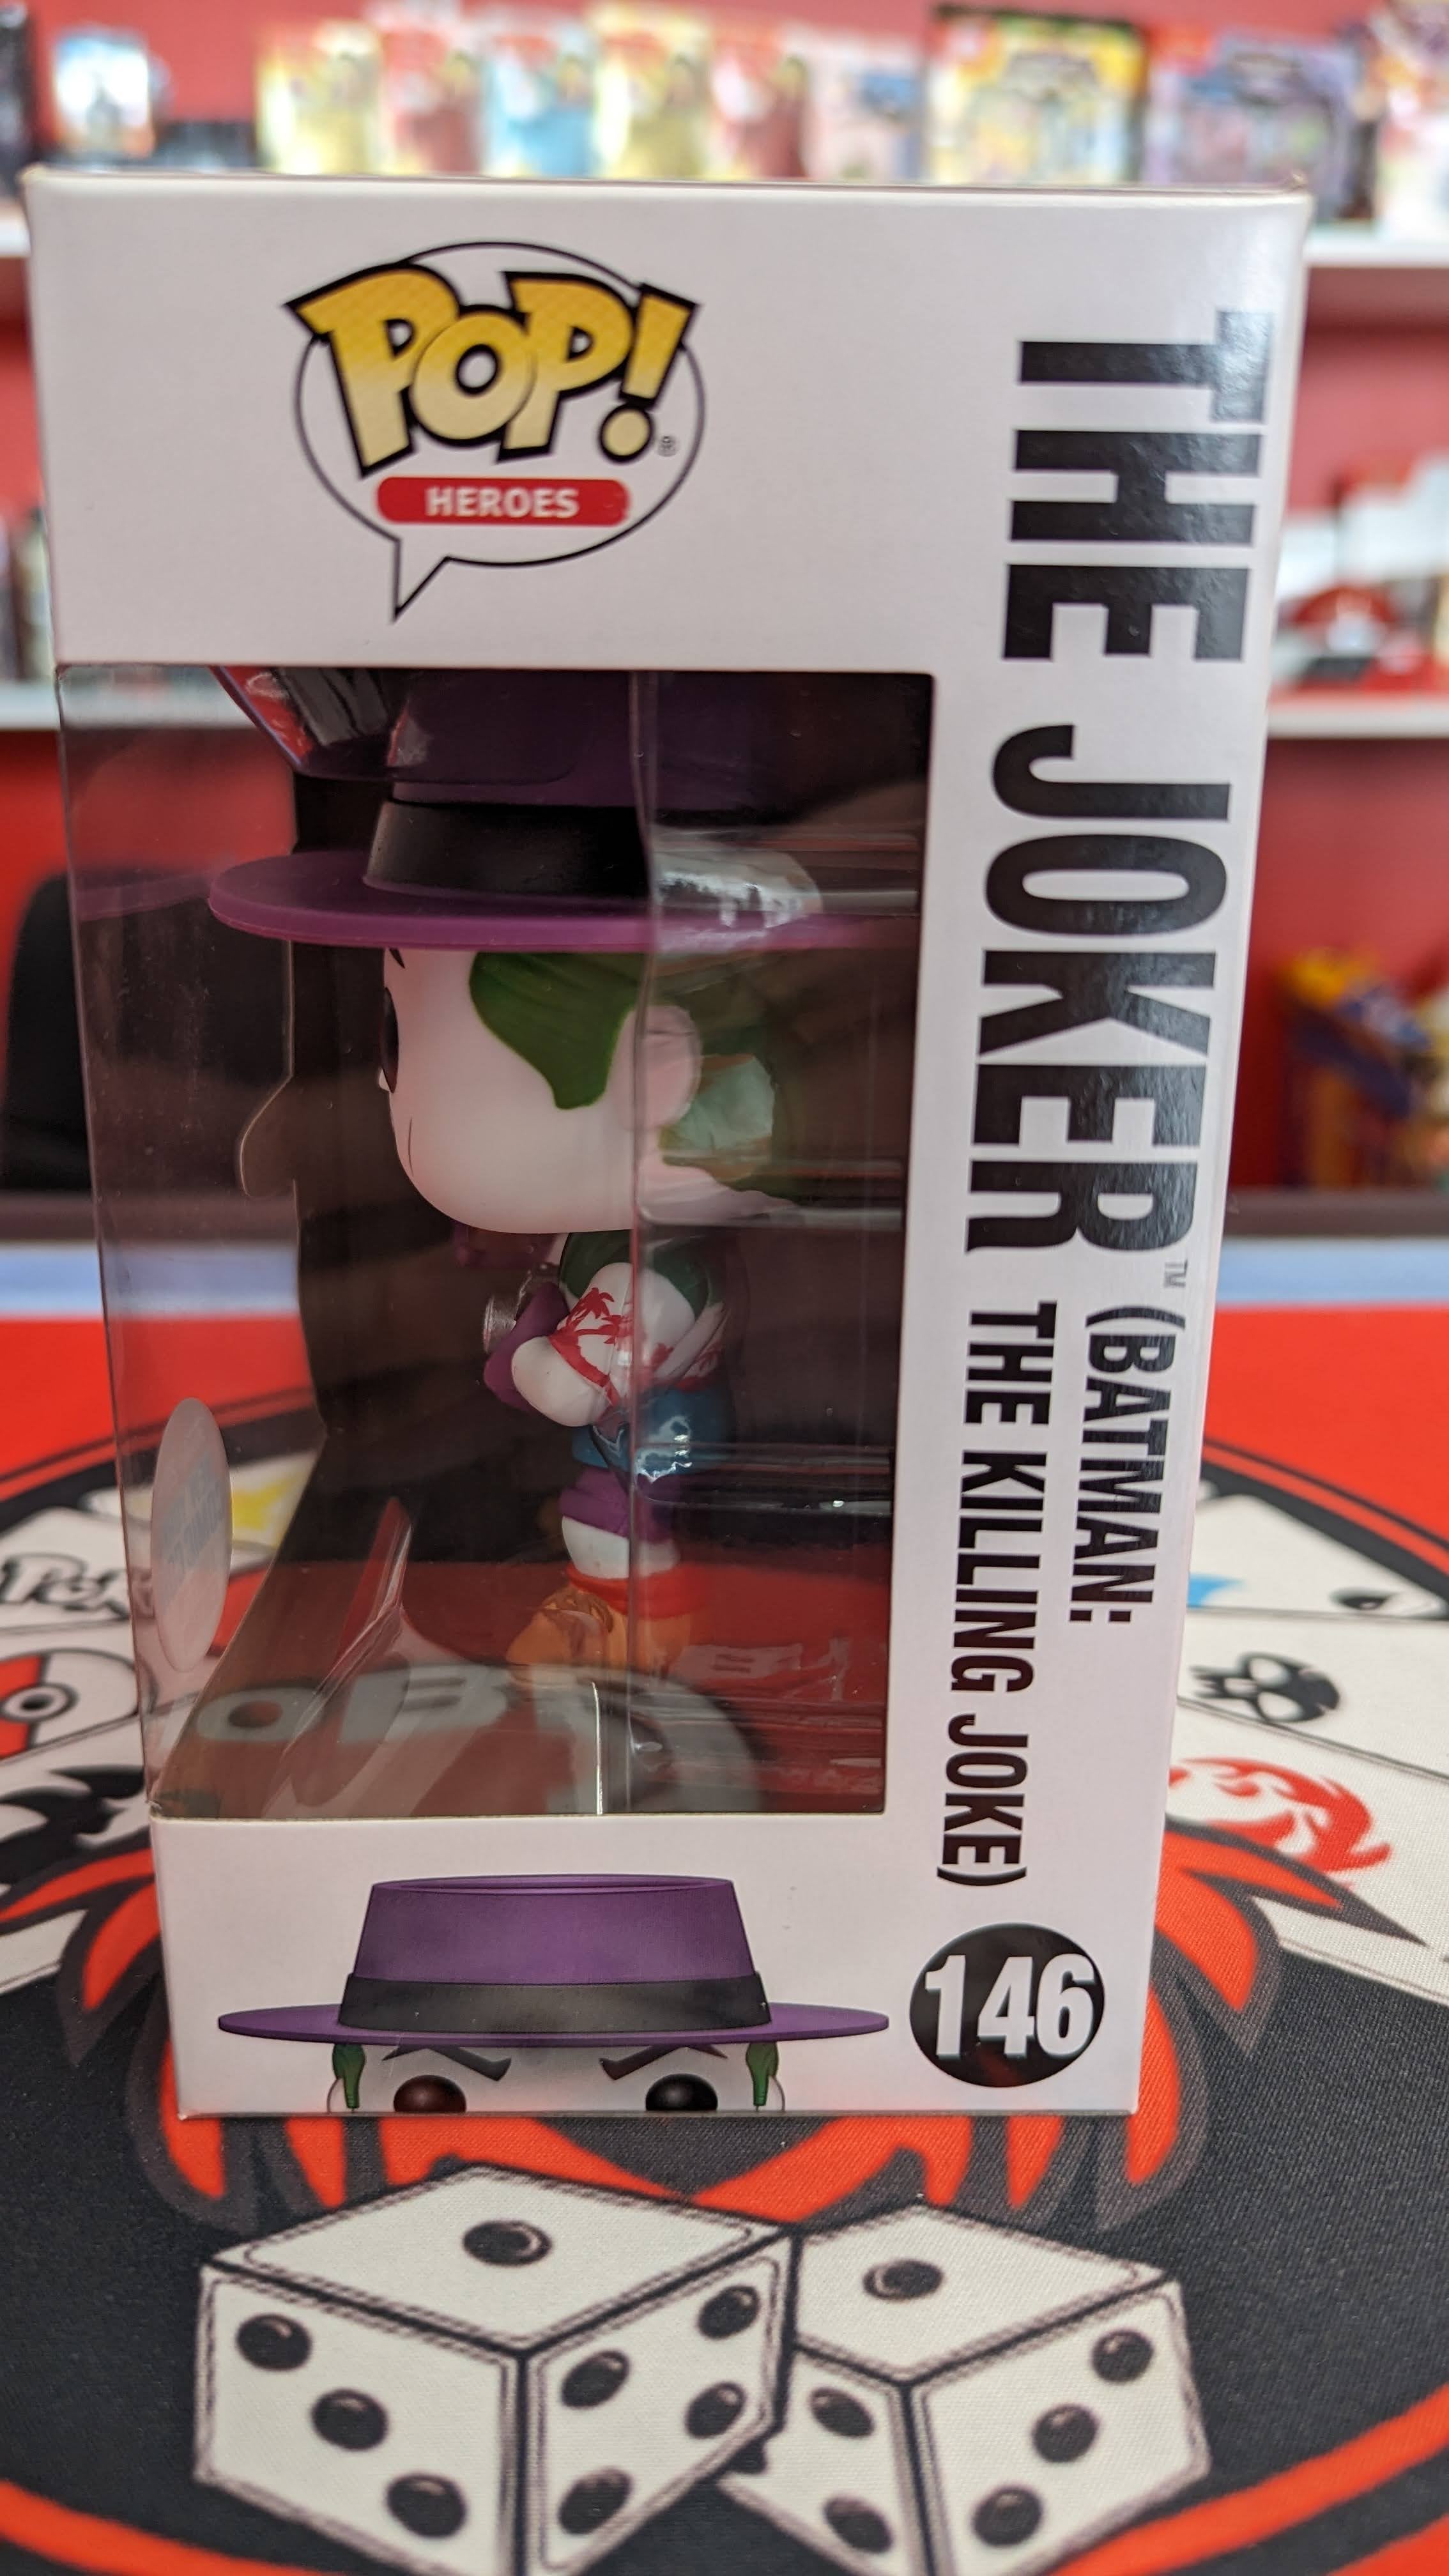 POP!
®
HEROES
THE JOKER™ (BATMAN:
THE KILLING JOKE)
146